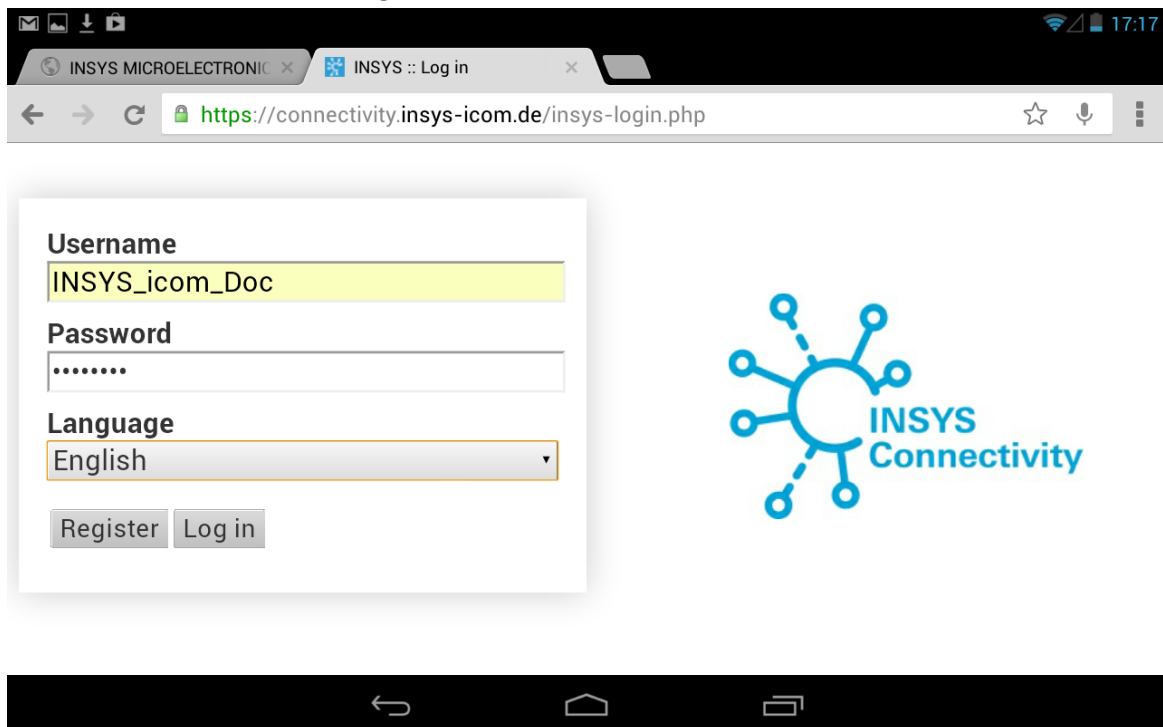 17:17
INSYS MICROELECTRONIC
INSYS :: Log in
https://connectivity.insys-icom.de/insys-login.php
Username
INSYS_icom_Doc
Password
••••••••
Language
English
Register Log in
INSYS
Connectivity